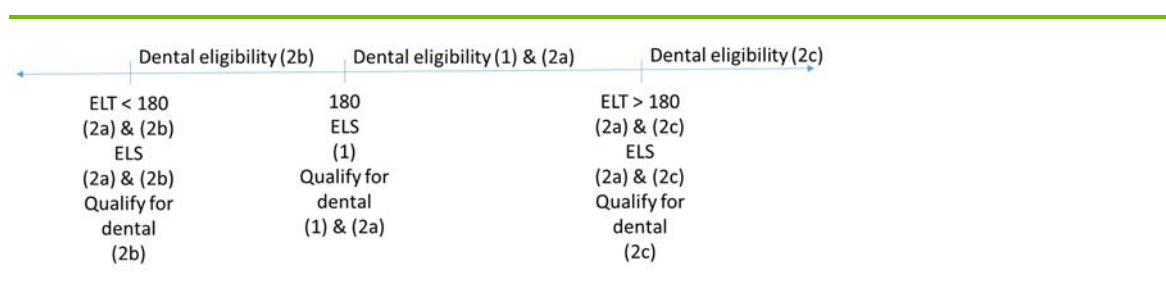 Dental eligibility (2b)
Dental eligibility (1) & (2a)
Dental eligibility (2c)
ELT < 180
(2a) & (2b)
ELS
(2a) & (2b)
Qualify for
dental
(2b)
180
ELS
(1)
Qualify for
dental
(1) & (2a)
ELT > 180
(2a) & (2c)
ELS
(2a) & (2c)
Qualify for
dental
(2c)